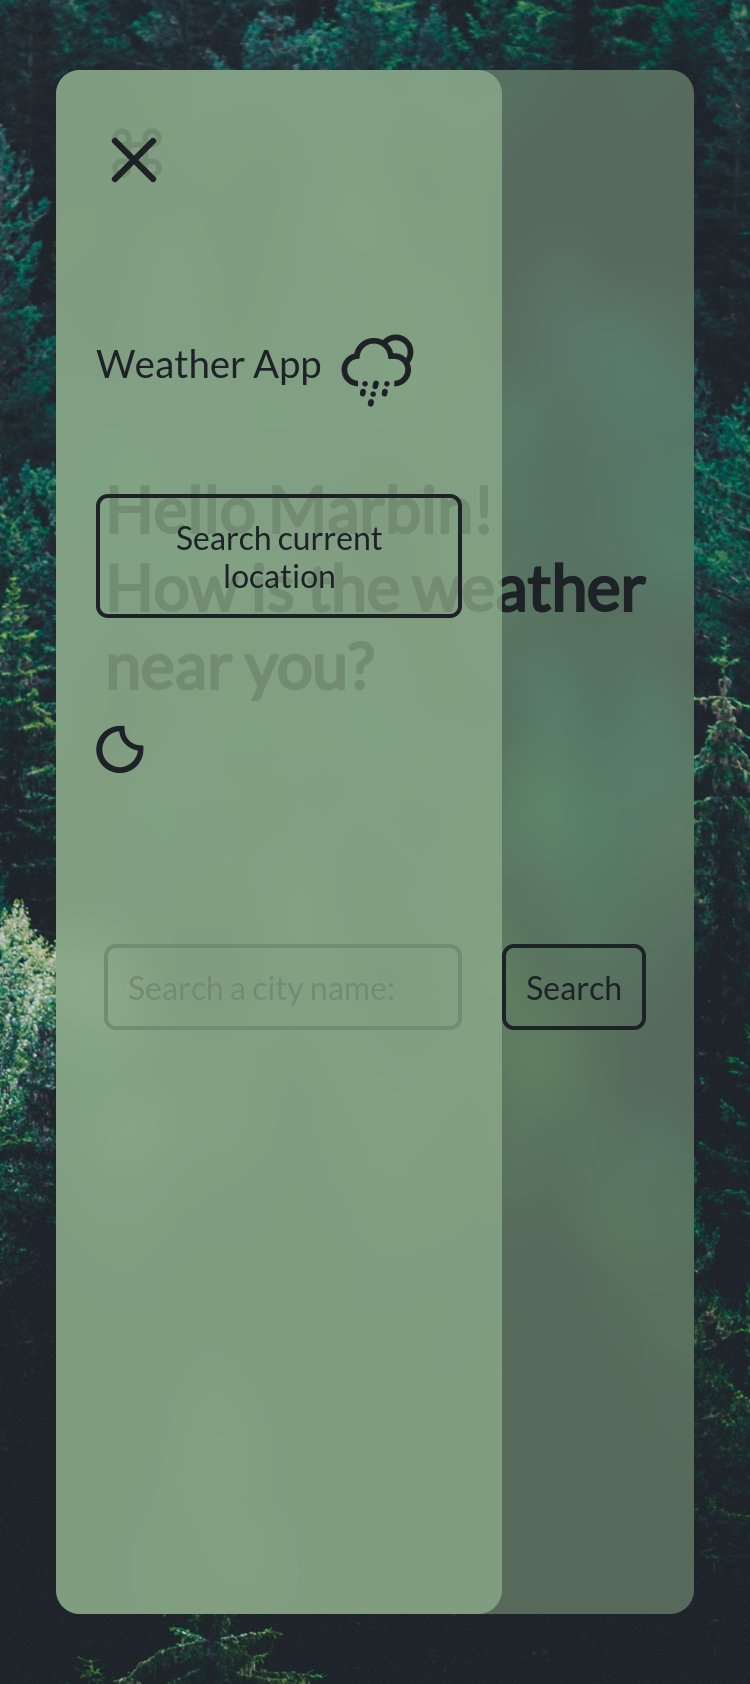 Weather App
Hello Marbin!
Search current
location
How is the weather
near you?
Search a city name:
Search